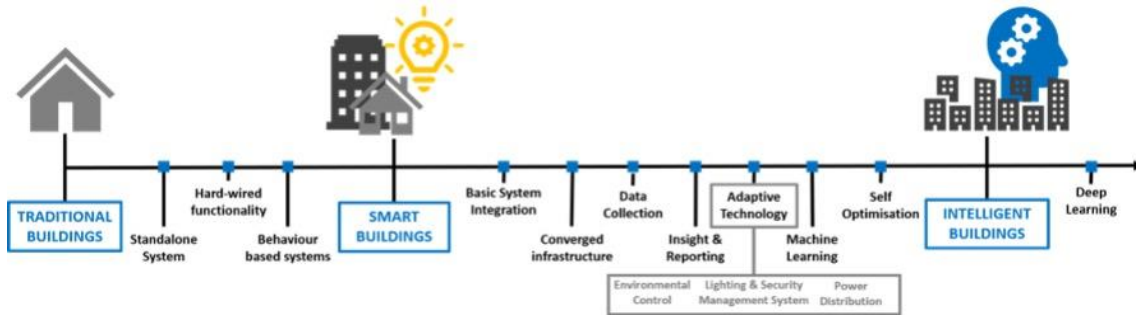 TRADITIONAL
BUILDINGS
Standalone
System
Hard-wired
functionality
Behaviour
based systems
SMART
BUILDINGS
Basic System
Integration
Converged
infrastructure
Data
Collection
Insight &
Reporting
Adaptive
Technology
Environmental
Control
Lighting & Security
Management System
Power
Distribution
Machine
Learning
Self
Optimisation
INTELLIGENT
BUILDINGS
Deep
Learning